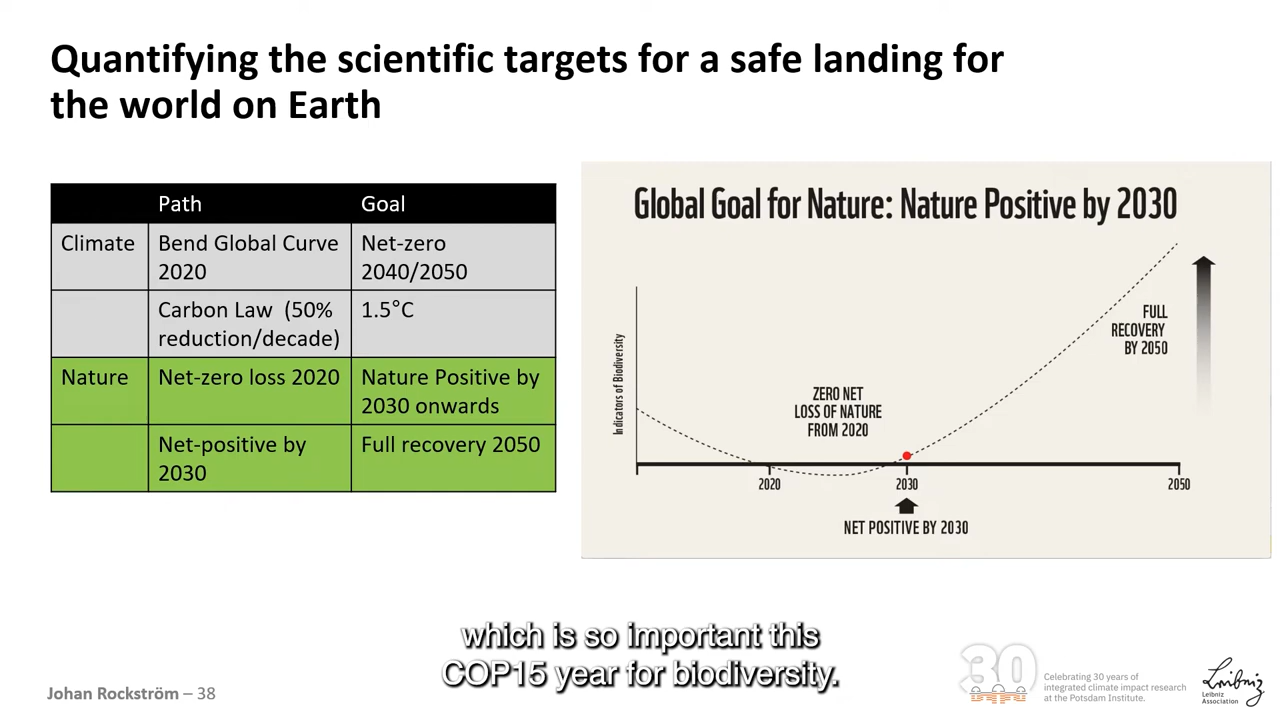 Quantifying the scientific targets for a safe landing for
the world on Earth
Path
Goal
Climate
Bend Global Curve
2020
Net-zero
2040/2050
Carbon Law (50%
reduction/decade)
1.5°C
Nature
Net-zero loss 2020
Nature Positive by
2030 onwards
Net-positive by
2030
Full recovery 2050
Global Goal for Nature: Nature Positive by 2030
Indicators of Biodiversity
ZERO NET
LOSS OF NATURE
FROM 2020
FULL
RECOVERY
BY 2050
2020
2030
2050
NET POSITIVE BY 2030
which is so important this
COP15 year for biodiversity.
Johan Rockström – 38
30
Celebrating 30 years of
integrated climate impact research
at the Potsdam Institute.
Leibniz
Leibniz
Association